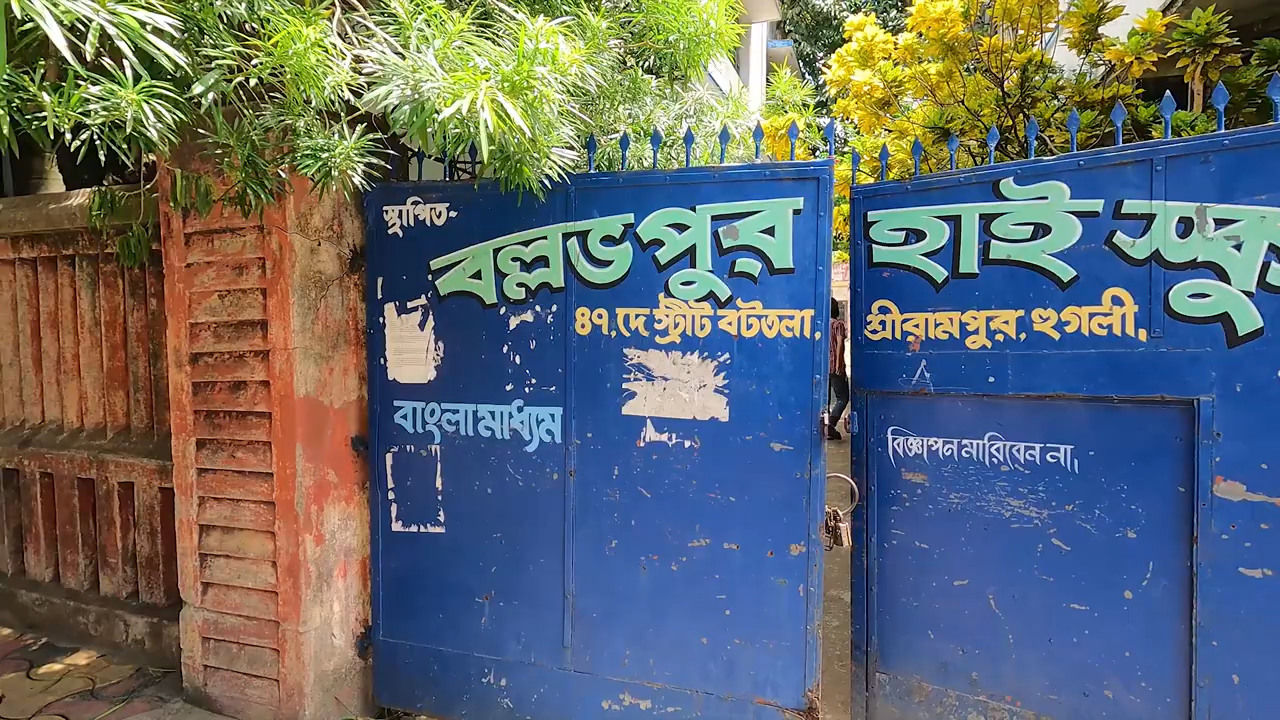 স্থাপিত-
বল্লভপুর হাই স্কু
৪৭, দে স্ট্রীট বটতলা, শ্রীরামপুর, হুগলী,
বাংলা মাধ্যম
বিজ্ঞাপন মারিবেন না,